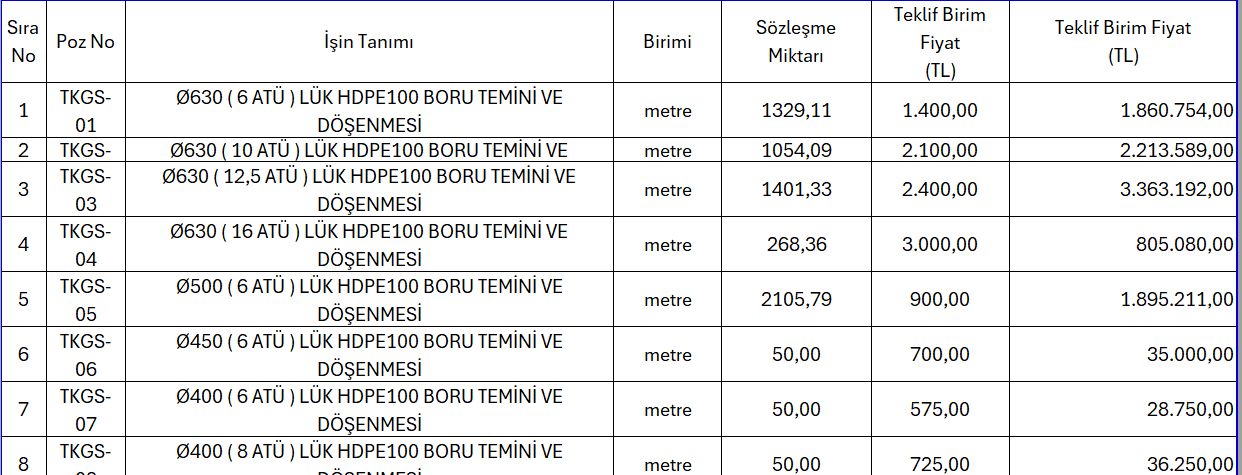 Sıra No
Poz No
İşin Tanımı
Birimi
Sözleşme Miktarı
Teklif Birim Fiyat (TL)
Teklif Birim Fiyat (TL)
1 TKGS-01 Ø630 ( 6 ATÜ ) LÜK HDPE100 BORU TEMİNİ VE DÖŞENMESİ metre 1329,11 1.400,00 1.860.754,00
2 TKGS- Ø630 ( 10 ATÜ ) LÜK HDPE100 BORU TEMİNİ VE metre 1054,09 2.100,00 2.213.589,00
3 TKGS-03 Ø630 ( 12,5 ATÜ ) LÜK HDPE100 BORU TEMİNİ VE DÖŞENMESİ metre 1401,33 2.400,00 3.363.192,00
4 TKGS-04 Ø630 ( 16 ATÜ ) LÜK HDPE100 BORU TEMİNİ VE DÖŞENMESİ metre 268,36 3.000,00 805.080,00
5 TKGS-05 Ø500 ( 6 ATÜ ) LÜK HDPE100 BORU TEMİNİ VE DÖŞENMESİ metre 2105,79 900,00 1.895.211,00
6 TKGS-06 Ø450 ( 6 ATÜ ) LÜK HDPE100 BORU TEMİNİ VE DÖŞENMESİ metre 50,00 700,00 35.000,00
7 TKGS-07 Ø400 ( 6 ATÜ ) LÜK HDPE100 BORU TEMİNİ VE DÖŞENMESİ metre 50,00 575,00 28.750,00
8 TKGS- Ø400 ( 8 ATÜ ) LÜK HDPE100 BORU TEMİNİ VE metre 50,00 725,00 36.250,00